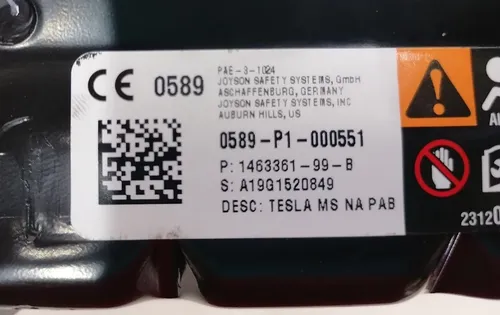 CE 0589
PAE-3-1024
JOYSON SAFETY SYSTEMS, GmbH
ASCHAFFENBURG, GERMANY
JOYSON SAFETY SYSTEMS, INC
AUBURN HILLS, US
0589-P1-000551
P: 1463361-99-B
S: A19G1520849
DESC: TESLA MS NA PAB
2312